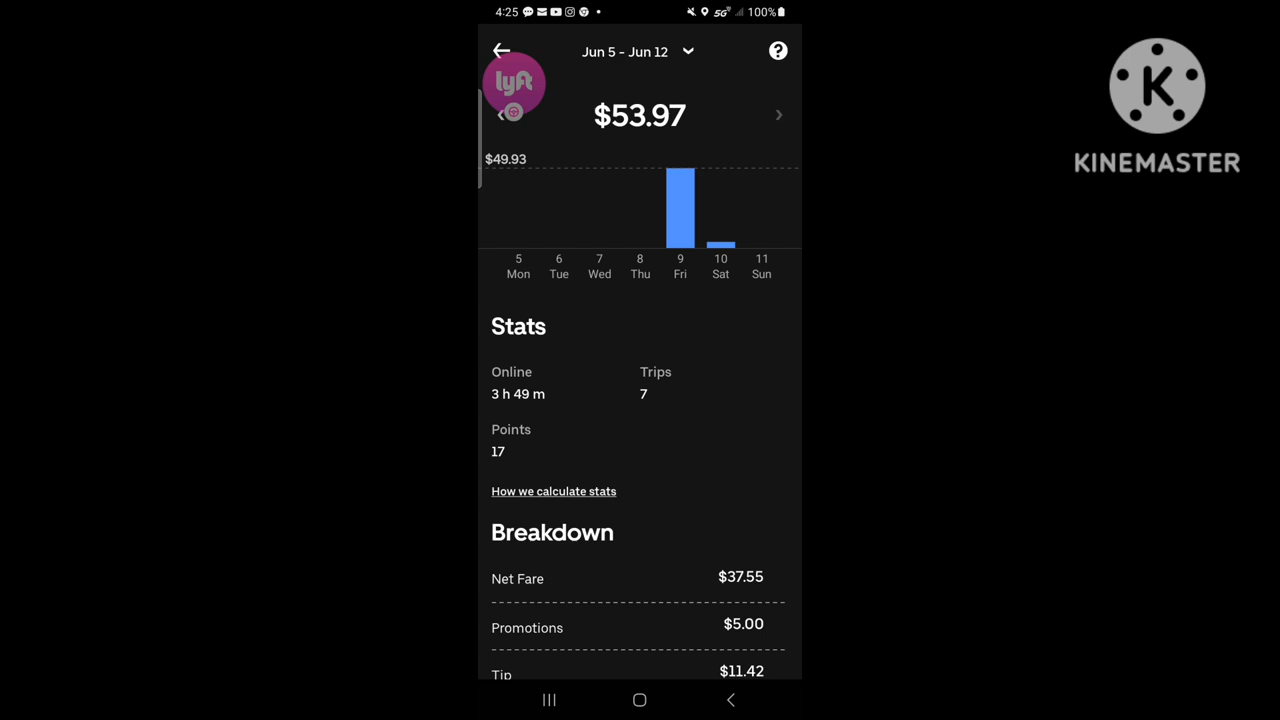 4:25
5G
100%
Jun 5 - Jun 12
?
lyft
$53.97
$49.93
5 6 7 8 9 10 11
Mon Tue Wed Thu Fri Sat Sun
Stats
Online Trips
3 h 49 m 7
Points
17
How we calculate stats
Breakdown
Net Fare $37.55
Promotions $5.00
Tip $11.42
K
KINEMASTER